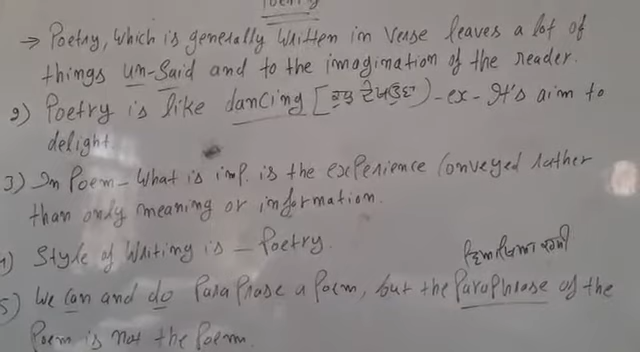 Poetry
→ Poetry, which is generally written in verse leaves a lot of
things un-said and to the imagination of the reader.
2) Poetry is like dancing [ ) - ex - It's aim to
delight.
3) In Poem - What is imp. is the experience Conveyed rather
than only meaning or information.
4) Style of Writing is - Poetry.
5) We Can and do ParaPhrase a Poem, but the ParaPhrase of the
Poem is not the Poem.